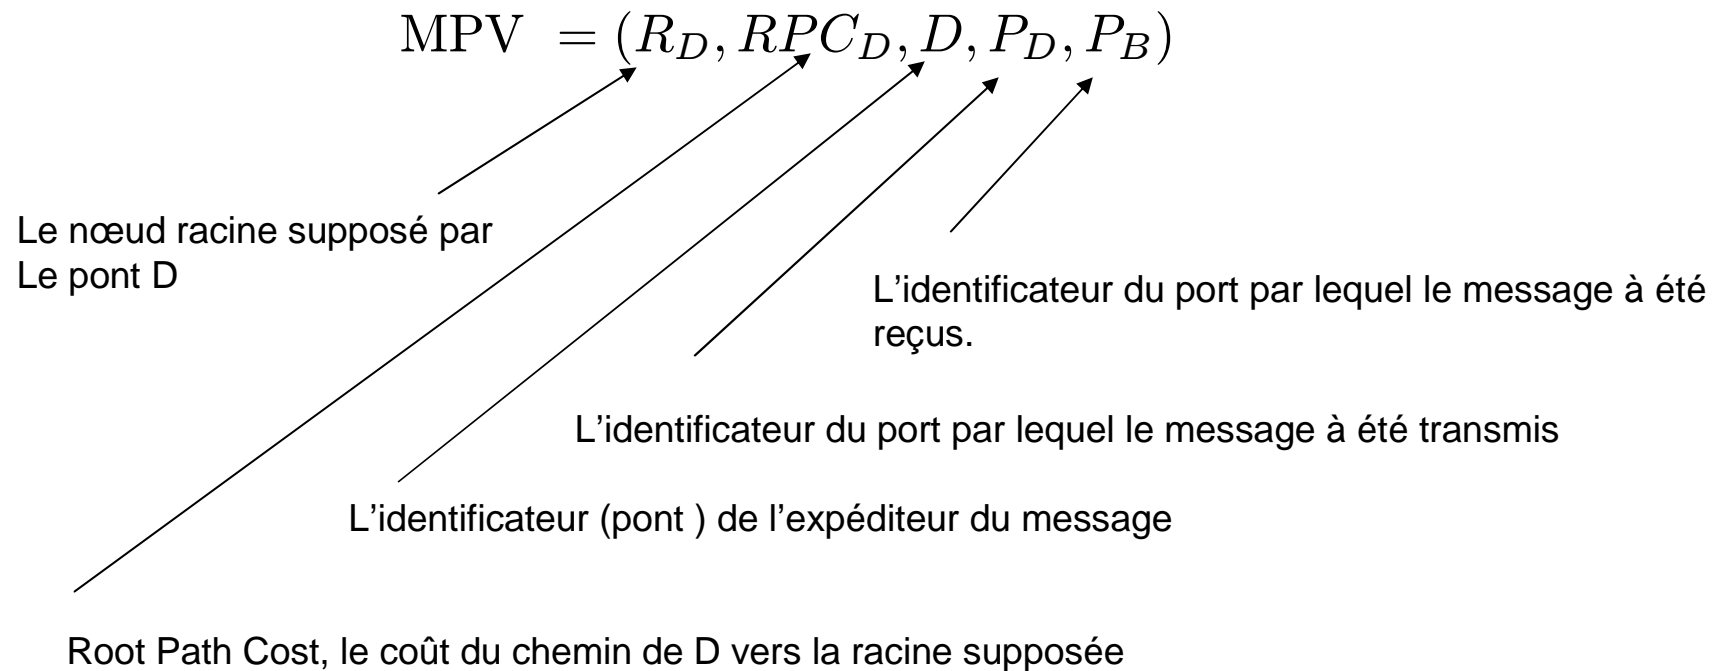 MPV = (R_D, RPC_D, D, P_D, P_B)
Le nœud racine supposé par
Le pont D
L'identificateur du port par lequel le message à été
reçus.
L'identificateur du port par lequel le message à été transmis
L'identificateur (pont ) de l'expéditeur du message
Root Path Cost, le coût du chemin de D vers la racine supposée